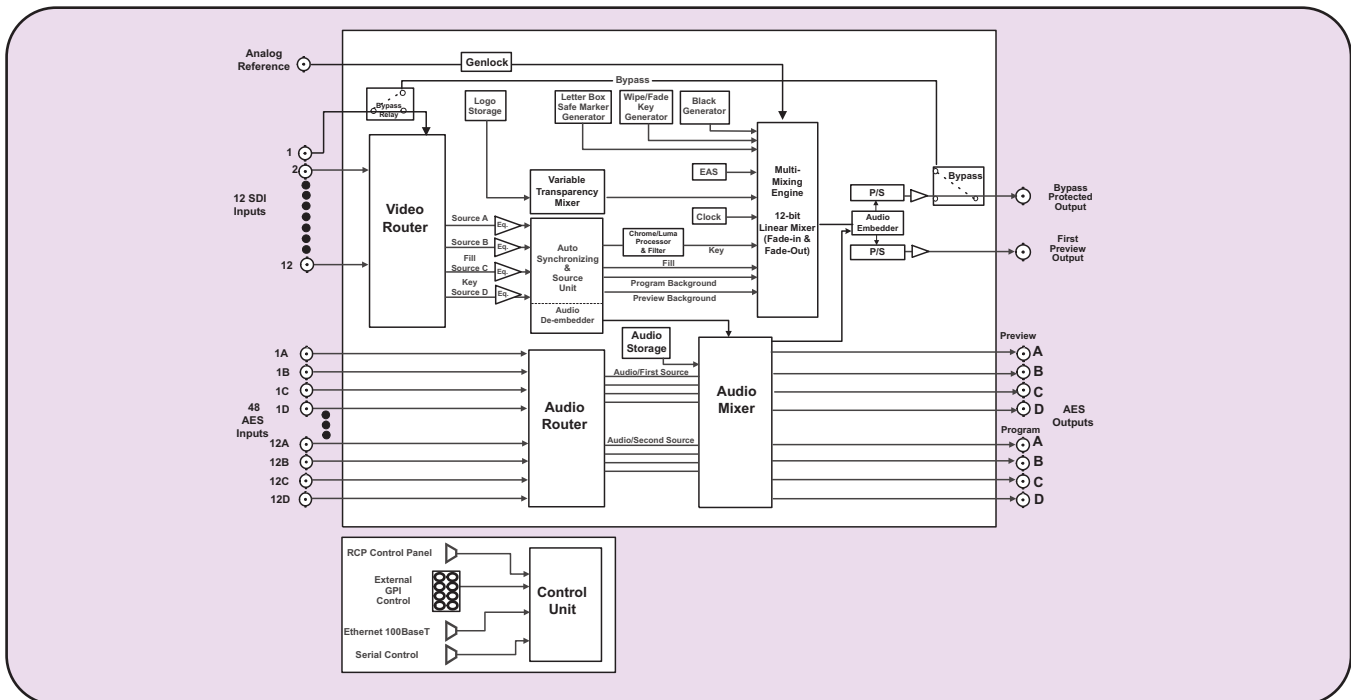 Analog
Reference
Genlock
Bypass
Bypass
Relay
Logo
Storage
Letter Box
Safe Marker
Generator
Wipe/Fade
Key
Generator
Black
Generator
1
2
12 SDI
Inputs
12
Video
Router
Variable
Transparency
Mixer
EAS
Clock
Multi-
Mixing
Engine
12-bit
Linear Mixer
(Fade-in &
Fade-Out)
Bypass
P/S
Audio
Embedder
P/S
Bypass
Protected
Output
First
Preview
Output
Source A
Eq.
Source B
Eq.
Fill
Source C
Eq.
Key
Source D
Eq.
Auto
Synchronizing
&
Source
Unit
Audio
De-embedder
Chrome/Luma
Processor
& Filter
Key
Fill
Program Background
Preview Background
Audio
Storage
1A
1B
1C
1D
48
AES
Inputs
12A
12B
12C
12D
Audio
Router
Audio/First Source
Audio/Second Source
Audio
Mixer
Preview
A
B
C
D
AES
Outputs
Program
A
B
C
D
RCP Control Panel
External
GPI
Control
Ethernet 100BaseT
Serial Control
Control
Unit